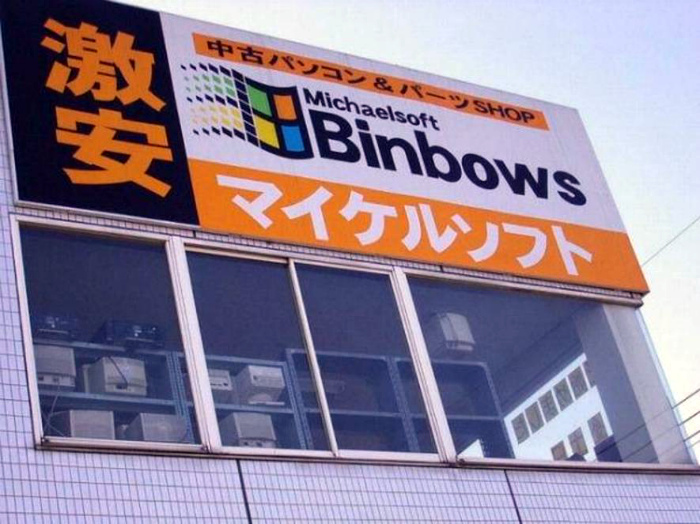 激安
中古パソコン&パーツSHOP
Michaelsoft
Binbows
マイケルソフト